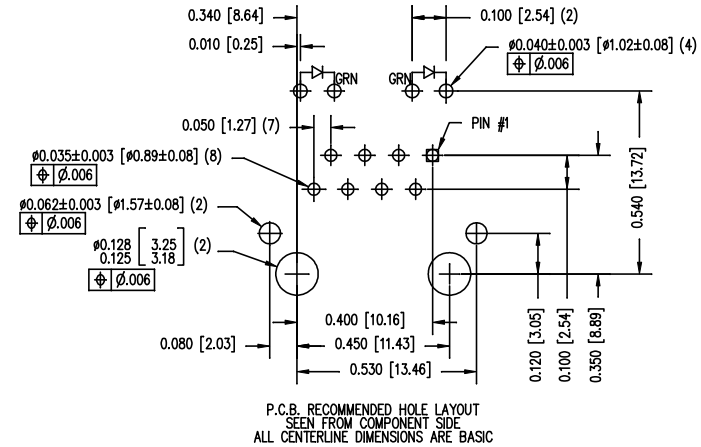 0.340 [8.64]
0.100 [2.54] (2)
0.010 [0.25]
ø0.040±0.003 [ø1.02±0.08] (4)
⌖ Ø.006
GRN
GRN
0.050 [1.27] (7)
PIN #1
ø0.035±0.003 [ø0.89±0.08] (8)
⌖ Ø.006
ø0.062±0.003 [ø1.57±0.08] (2)
⌖ Ø.006
ø0.128 [3.25] (2)
0.125 [3.18]
⌖ Ø.006
0.540 [13.72]
0.400 [10.16]
0.080 [2.03]
0.450 [11.43]
0.530 [13.46]
0.120 [3.05]
0.100 [2.54]
0.350 [8.89]
P.C.B. RECOMMENDED HOLE LAYOUT
SEEN FROM COMPONENT SIDE
ALL CENTERLINE DIMENSIONS ARE BASIC